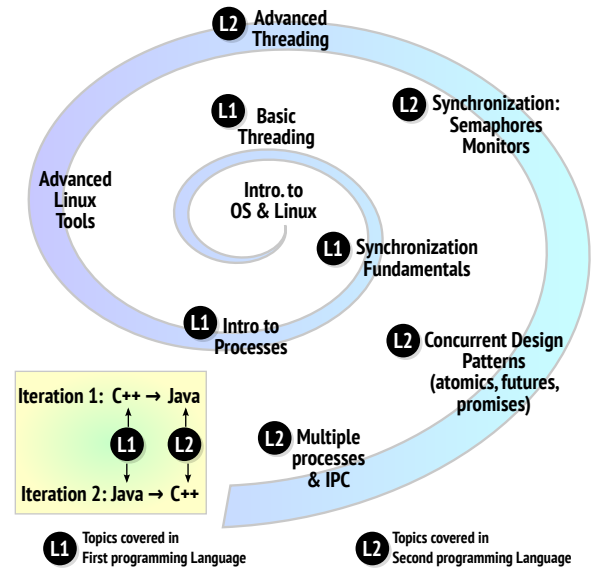 L2 Advanced
Threading
L1 Basic
Threading
L2 Synchronization:
Semaphores
Monitors
Advanced
Linux
Tools
Intro. to
OS & Linux
L1 Synchronization
Fundamentals
L1 Intro to
Processes
L2 Concurrent Design
Patterns
(atomics, futures,
promises)
L2 Multiple
processes
& IPC
Iteration 1: C++ → Java
L1 L2
Iteration 2: Java → C++
L1 Topics covered in
First programming Language
L2 Topics covered in
Second programming Language